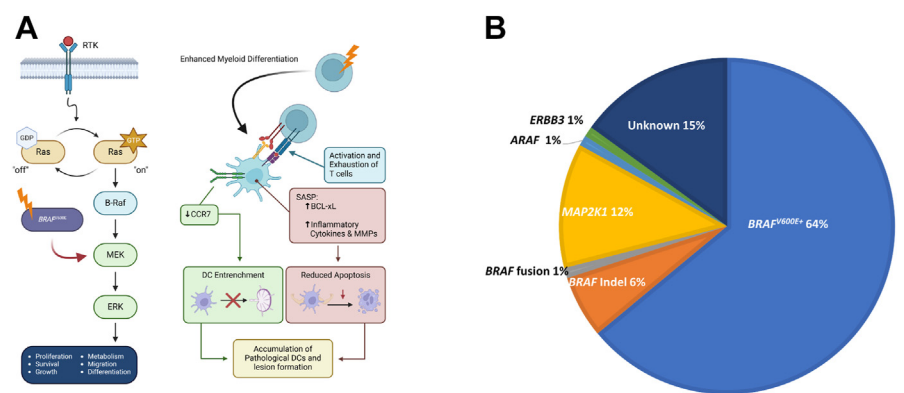 A
RTK
GDP
Ras
"off"
GTP
Ras
"on"
B-Raf
MEK
ERK
• Proliferation
• Survival
• Growth
• Metabolism
• Migration
• Differentiation
Enhanced Myeloid Differentiation
Activation and
Exhaustion of
T cells
SASP:
↑BCL-xL
↑Inflammatory
Cytokines & MMPs
↓CCR7
DC Entrenchment
Reduced Apoptosis
Accumulation of
Pathological DCs and
lesion formation
B
ERBB3 1%
ARAF 1%
Unknown 15%
MAP2K1 12%
BRAF fusion 1%
BRAF Indel 6%
BRAFV600E+ 64%